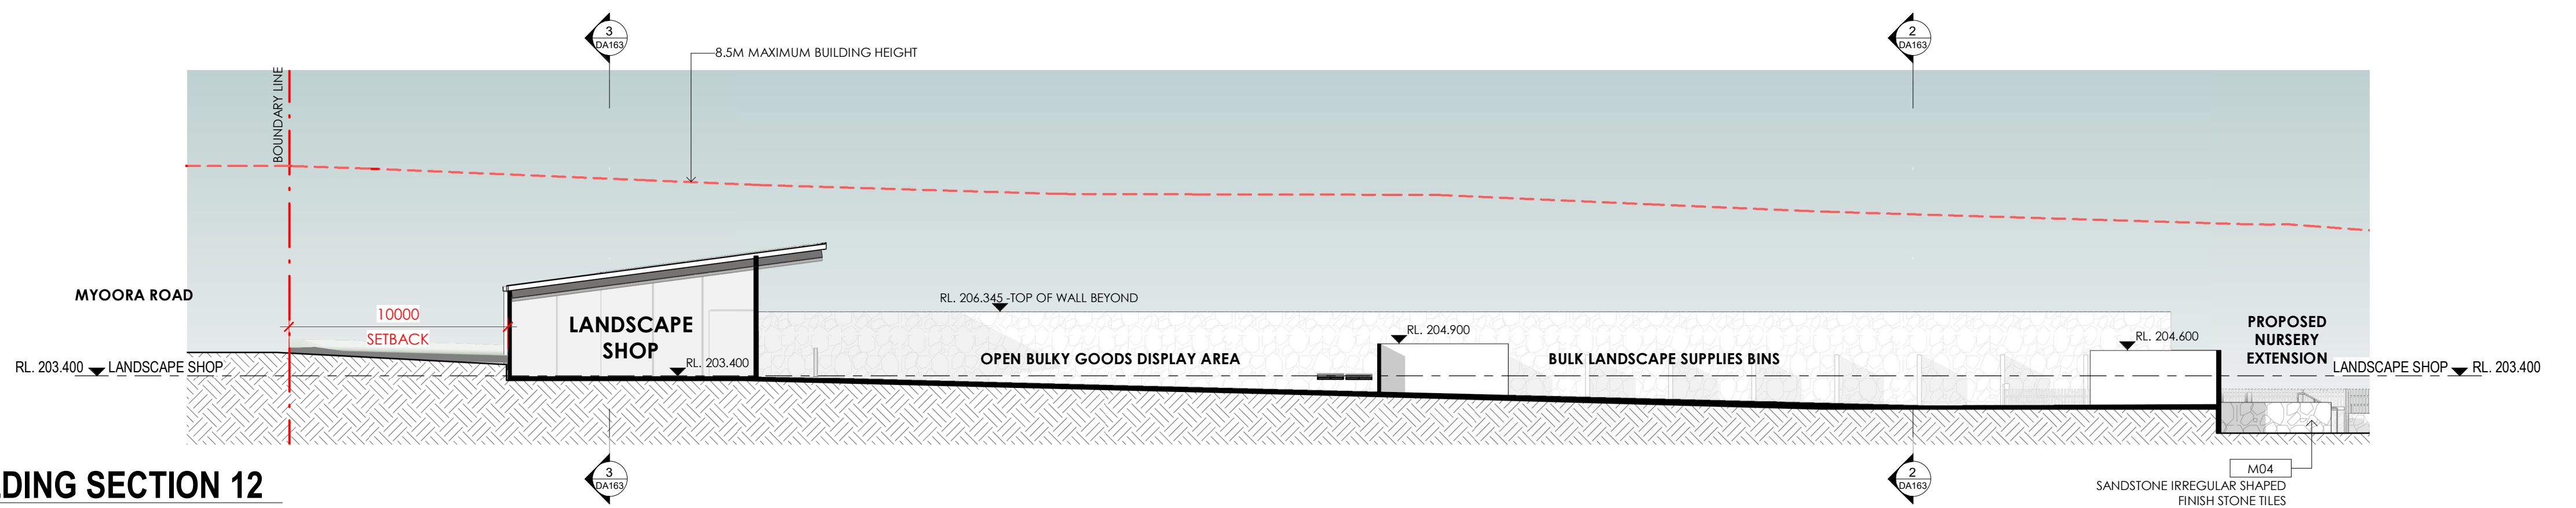 3
DA163
2
DA163
8.5M MAXIMUM BUILDING HEIGHT
BOUNDARY LINE
MYOORA ROAD
10000
SETBACK
LANDSCAPE
SHOP
RL. 203.400
RL. 206.345 -TOP OF WALL BEYOND
OPEN BULKY GOODS DISPLAY AREA
RL. 204.900
BULK LANDSCAPE SUPPLIES BINS
RL. 204.600
PROPOSED
NURSERY
EXTENSION
RL. 203.400 LANDSCAPE SHOP
LANDSCAPE SHOP RL. 203.400
3
DA163
2
DA163
M04
SANDSTONE IRREGULAR SHAPED
FINISH STONE TILES
DING SECTION 12